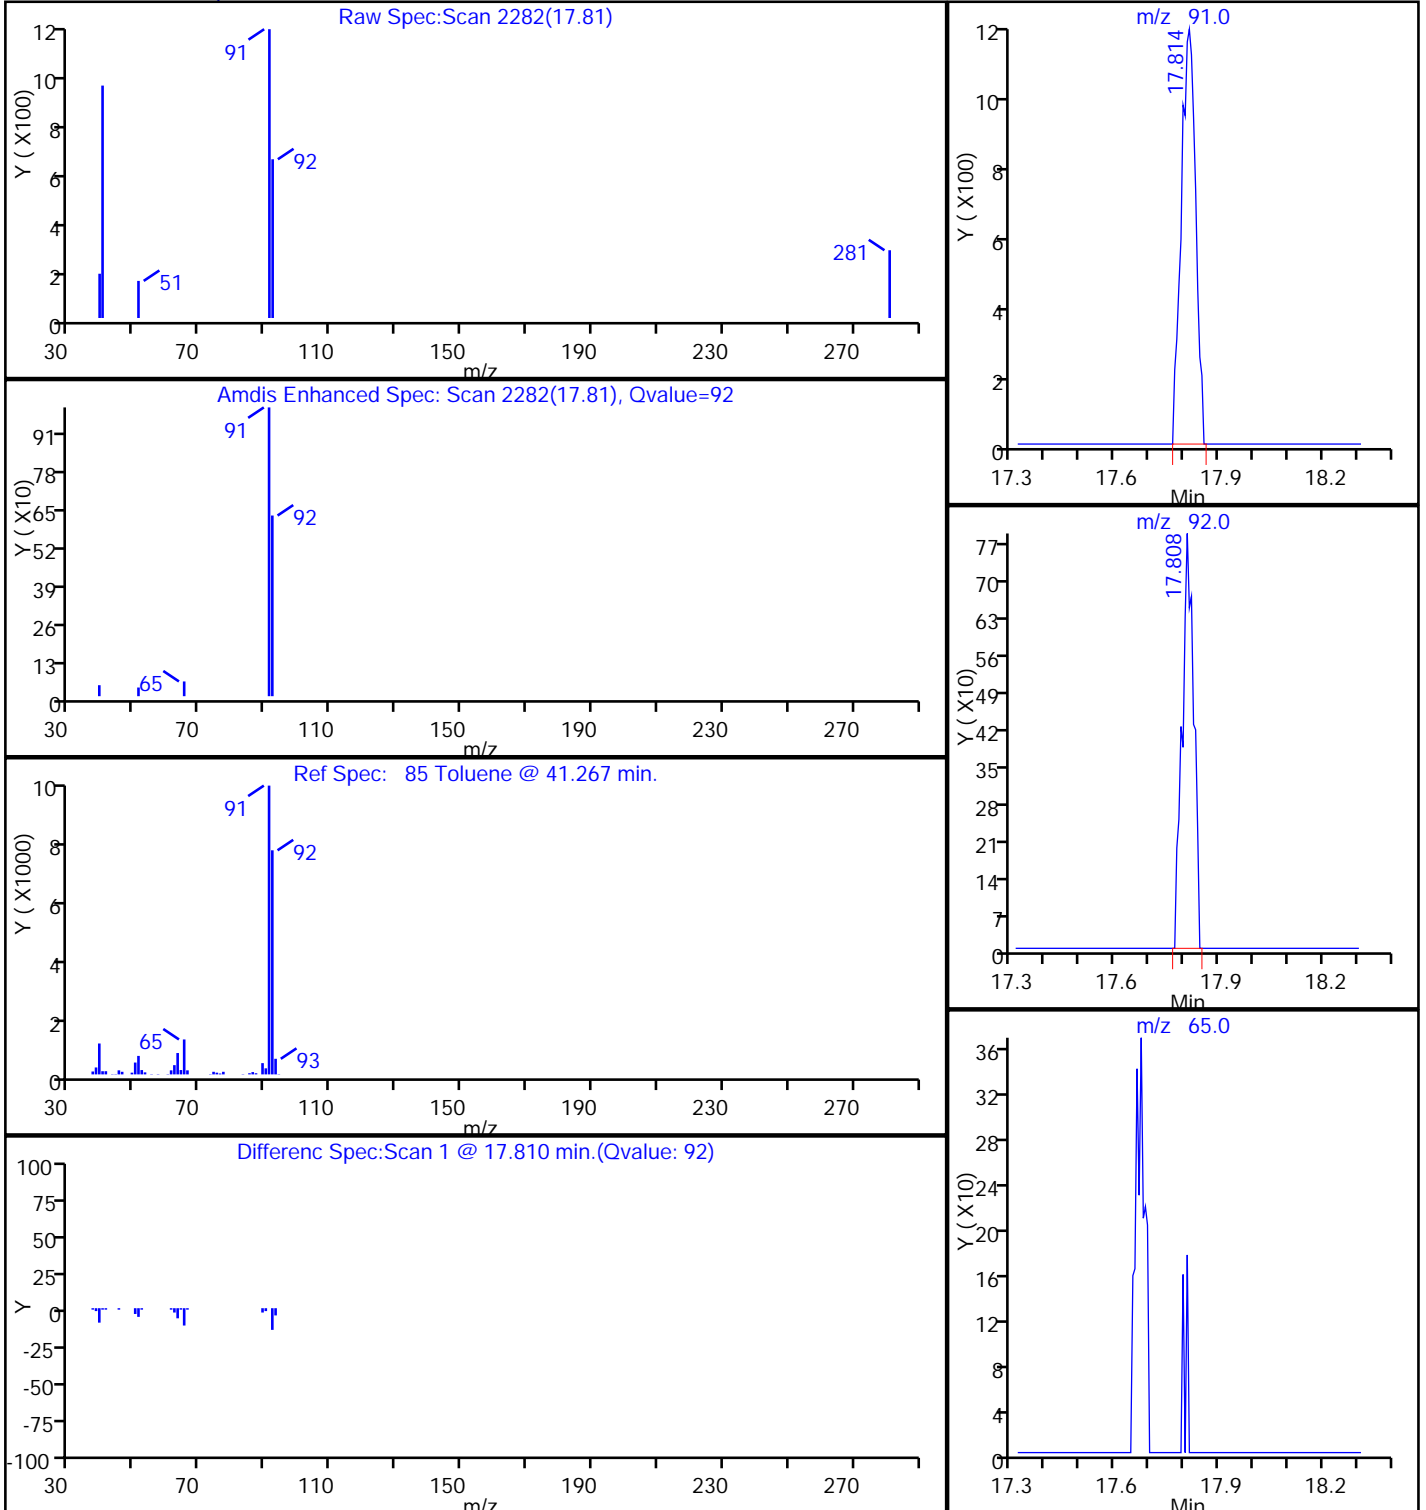 Raw Spec:Scan 2282(17.81)
Y ( X100)
12
10
8
6
4
2
0
91
92
51
281
30 70 110 150 190 230 270
m/z
Amdis Enhanced Spec: Scan 2282(17.81), Qvalue=92
Y ( X10)
91
78
65
52
39
26
13
0
91
92
65
30 70 110 150 190 230 270
m/z
Ref Spec: 85 Toluene @ 41.267 min.
Y ( X1000)
10
8
6
4
2
0
91
92
65
93
30 70 110 150 190 230 270
m/z
Differenc Spec:Scan 1 @ 17.810 min.(Qvalue: 92)
Y
100
75
50
25
0
-25
-50
-75
-100
30 70 110 150 190 230 270
m/z
m/z 91.0
Y ( X100)
12
10
8
6
4
2
0
17.814
17.3 17.6 17.9 18.2
Min
m/z 92.0
Y ( X10)
77
70
63
56
49
42
35
28
21
14
7
0
17.808
17.3 17.6 17.9 18.2
Min
m/z 65.0
Y ( X10)
36
32
28
24
20
16
12
8
4
0
17.3 17.6 17.9 18.2
Min